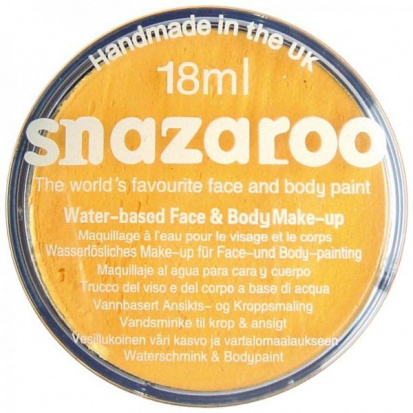 Handmade in the UK
18ml
snazaroo
The world's favourite face and body paint
Water-based Face & Body Make-up
Maquillage à l'eau pour le visage et le corps
Wasserlösliches Make-up für Face-und Body-painting
Maquillaje al agua para cara y cuerpo
Trucco del viso e del corpo a base di acqua
Vannbasert Ansikts- og Kroppsmaling
Vandsminke til krop & ansigt
Vesiliukoinen väri kasvo ja vartalomaalaukseen
Waterschmink & Bodypaint